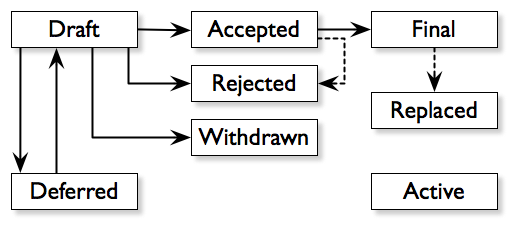 Draft
Accepted
Final
Rejected
Replaced
Withdrawn
Deferred
Active